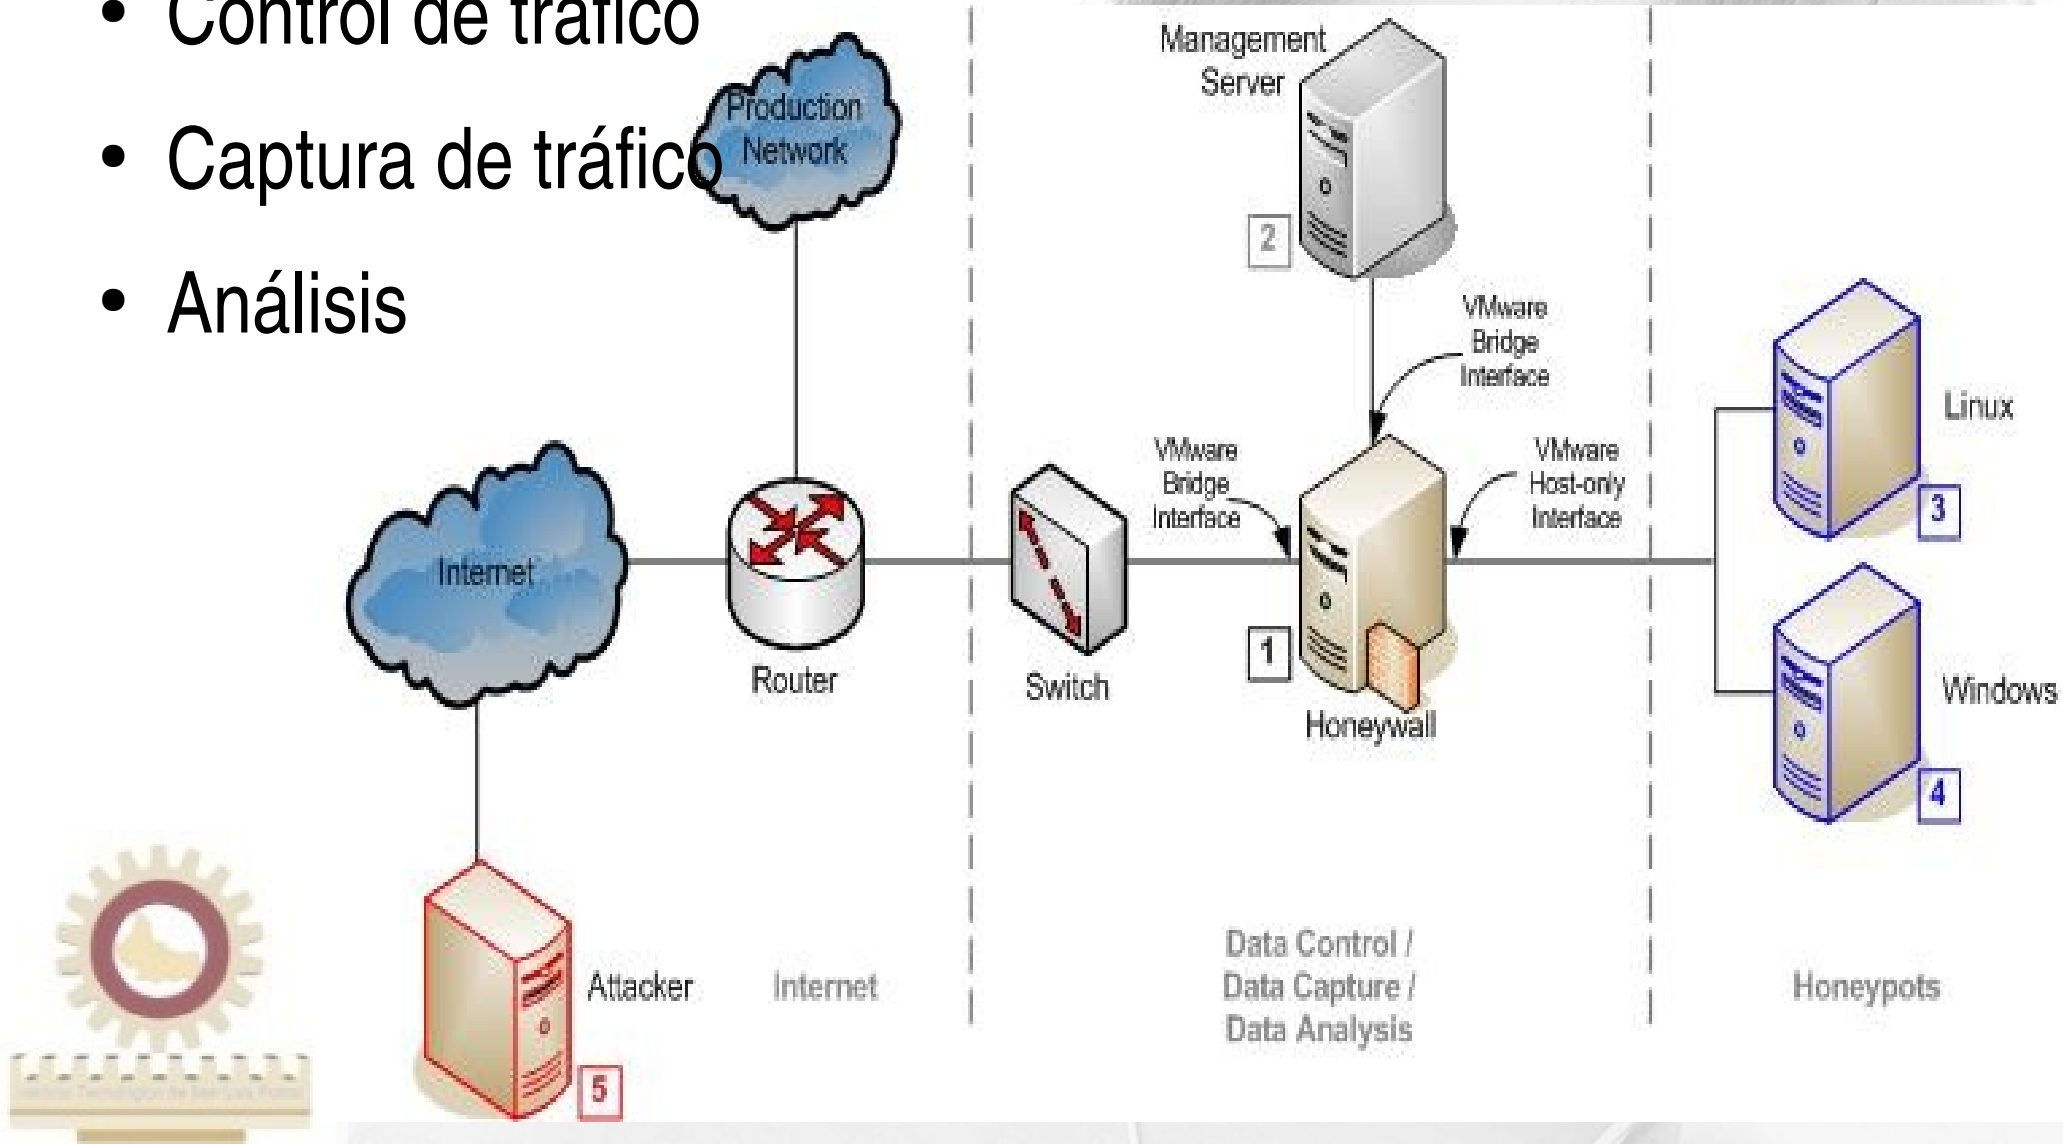 • Control de tráfico
• Captura de tráfico
• Análisis
Production
Network
Management
Server
2
VMware
Bridge
Interface
VMware
Bridge
Interface
VMware
Host-only
Interface
Linux
3
Internet
Router
Switch
1
Honeywall
Windows
4
Attacker
5
Internet
Data Control /
Data Capture /
Data Analysis
Honeypots